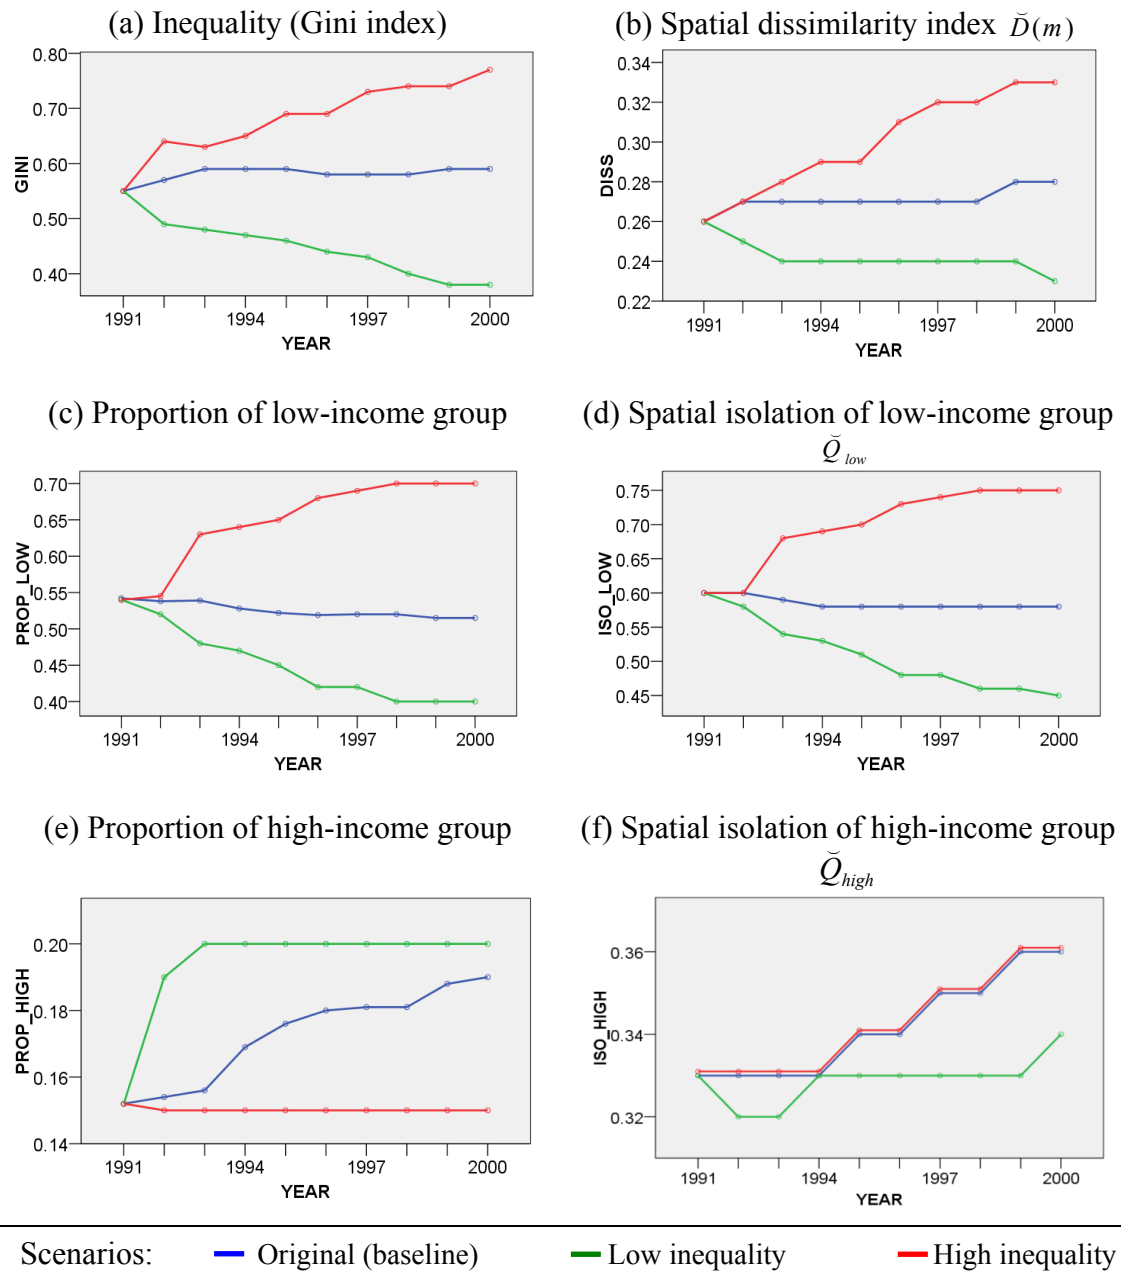 (a) Inequality (Gini index)
0.80
0.70
0.60
0.50
0.40
GINI
1991 1994 1997 2000
YEAR
(b) Spatial dissimilarity index D̆(m)
0.34
0.32
0.30
0.28
0.26
0.24
0.22
DISS
1991 1994 1997 2000
YEAR
(c) Proportion of low-income group
0.70
0.65
0.60
0.55
0.50
0.45
0.40
PROP_LOW
1991 1994 1997 2000
YEAR
(d) Spatial isolation of low-income group
Q̆ low
0.75
0.70
0.65
0.60
0.55
0.50
0.45
ISO_LOW
1991 1994 1997 2000
YEAR
(e) Proportion of high-income group
0.20
0.18
0.16
0.14
PROP_HIGH
1991 1994 1997 2000
YEAR
(f) Spatial isolation of high-income group
Q̆ high
0.36
0.34
0.32
ISO_HIGH
1991 1994 1997 2000
YEAR
Scenarios: Original (baseline) Low inequality High inequality